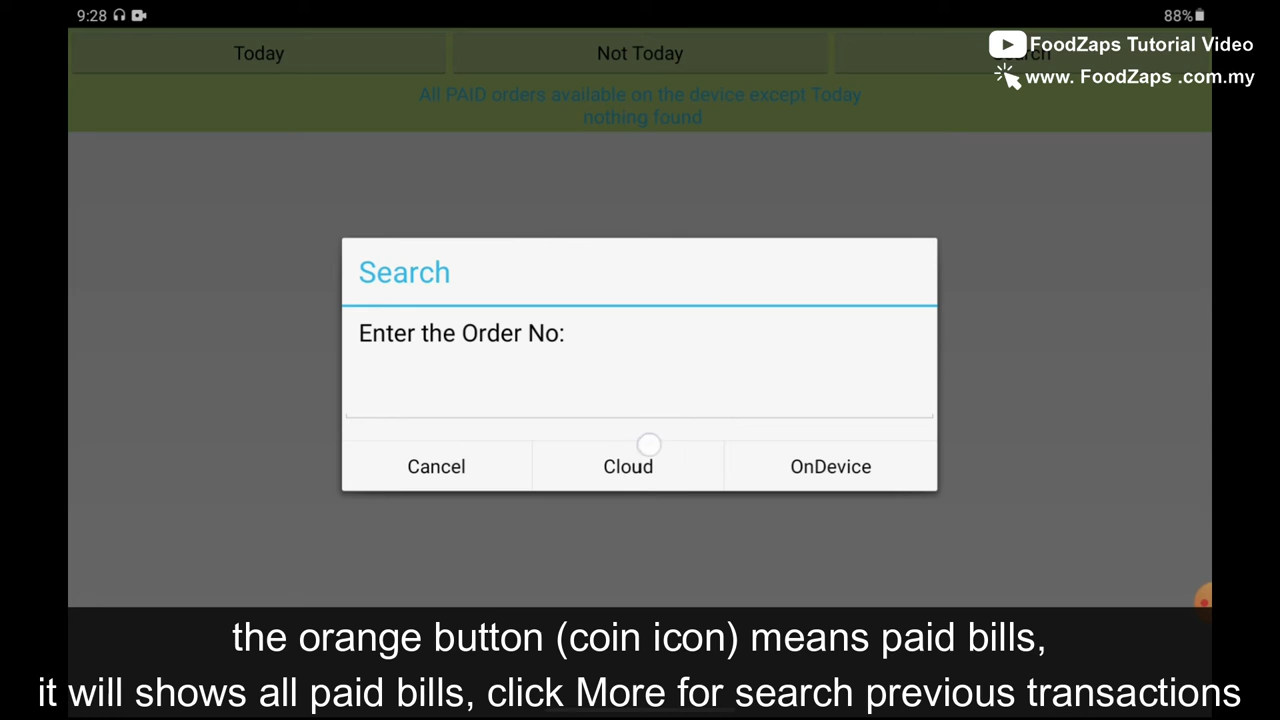 9:28
88%
Today
Not Today
Search
FoodZaps Tutorial Video
www. FoodZaps .com.my
All PAID orders available on the device except Today
nothing found
Search
Enter the Order No:
Cancel
Cloud
OnDevice
the orange button (coin icon) means paid bills,
it will shows all paid bills, click More for search previous transactions